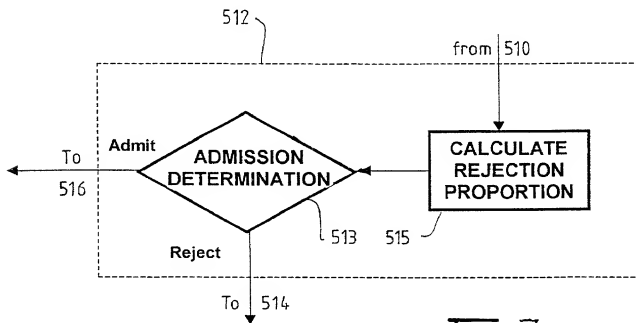 512
from 510
CALCULATE
REJECTION
PROPORTION
515
ADMISSION
DETERMINATION
513
Admit
To
516
Reject
To 514